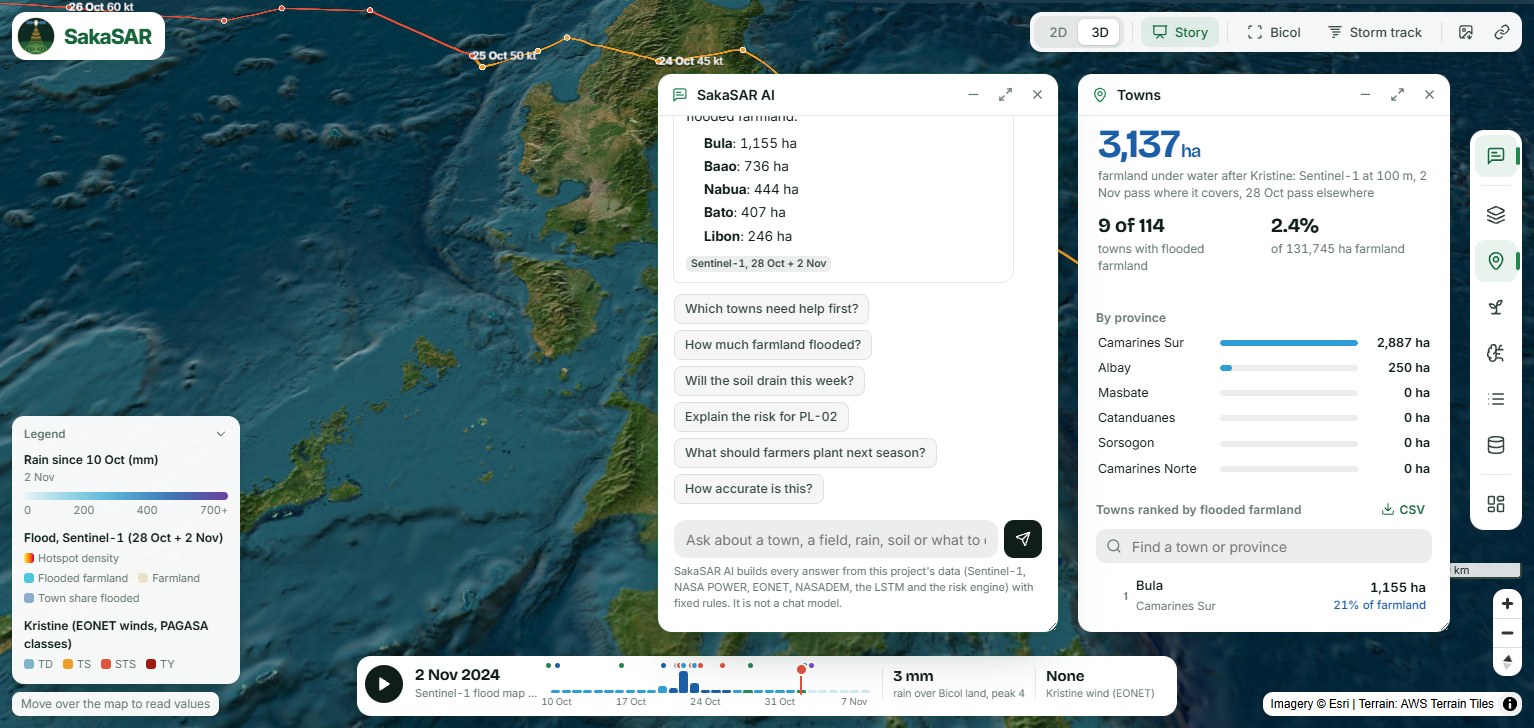 26 Oct 60 kt
SakaSAR
25 Oct 50 kt
24 Oct 45 kt
2D 3D Story Bicol Storm track
SakaSAR AI
flooded farmland:
Bula: 1,155 ha
Baao: 736 ha
Nabua: 444 ha
Bato: 407 ha
Libon: 246 ha
Sentinel-1, 28 Oct + 2 Nov
Which towns need help first?
How much farmland flooded?
Will the soil drain this week?
Explain the risk for PL-02
What should farmers plant next season?
How accurate is this?
Ask about a town, a field, rain, soil or what to
SakaSAR AI builds every answer from this project's data (Sentinel-1,
NASA POWER, EONET, NASADEM, the LSTM and the risk engine) with
fixed rules. It is not a chat model.
Towns
3,137 ha
farmland under water after Kristine: Sentinel-1 at 100 m, 2
Nov pass where it covers, 28 Oct pass elsewhere
9 of 114
towns with flooded
farmland
2.4%
of 131,745 ha farmland
By province
Camarines Sur 2,887 ha
Albay 250 ha
Masbate 0 ha
Catanduanes 0 ha
Sorsogon 0 ha
Camarines Norte 0 ha
Towns ranked by flooded farmland CSV
Find a town or province
1 Bula 1,155 ha
Camarines Sur 21% of farmland
km
Legend
Rain since 10 Oct (mm)
2 Nov
0 200 400 700+
Flood, Sentinel-1 (28 Oct + 2 Nov)
Hotspot density
Flooded farmland Farmland
Town share flooded
Kristine (EONET winds, PAGASA
classes)
TD TS STS TY
Move over the map to read values
2 Nov 2024
Sentinel-1 flood map ...
10 Oct 17 Oct 24 Oct 31 Oct 7 Nov
3 mm
rain over Bicol land, peak 4
None
Kristine wind (EONET)
Imagery © Esri | Terrain: AWS Terrain Tiles